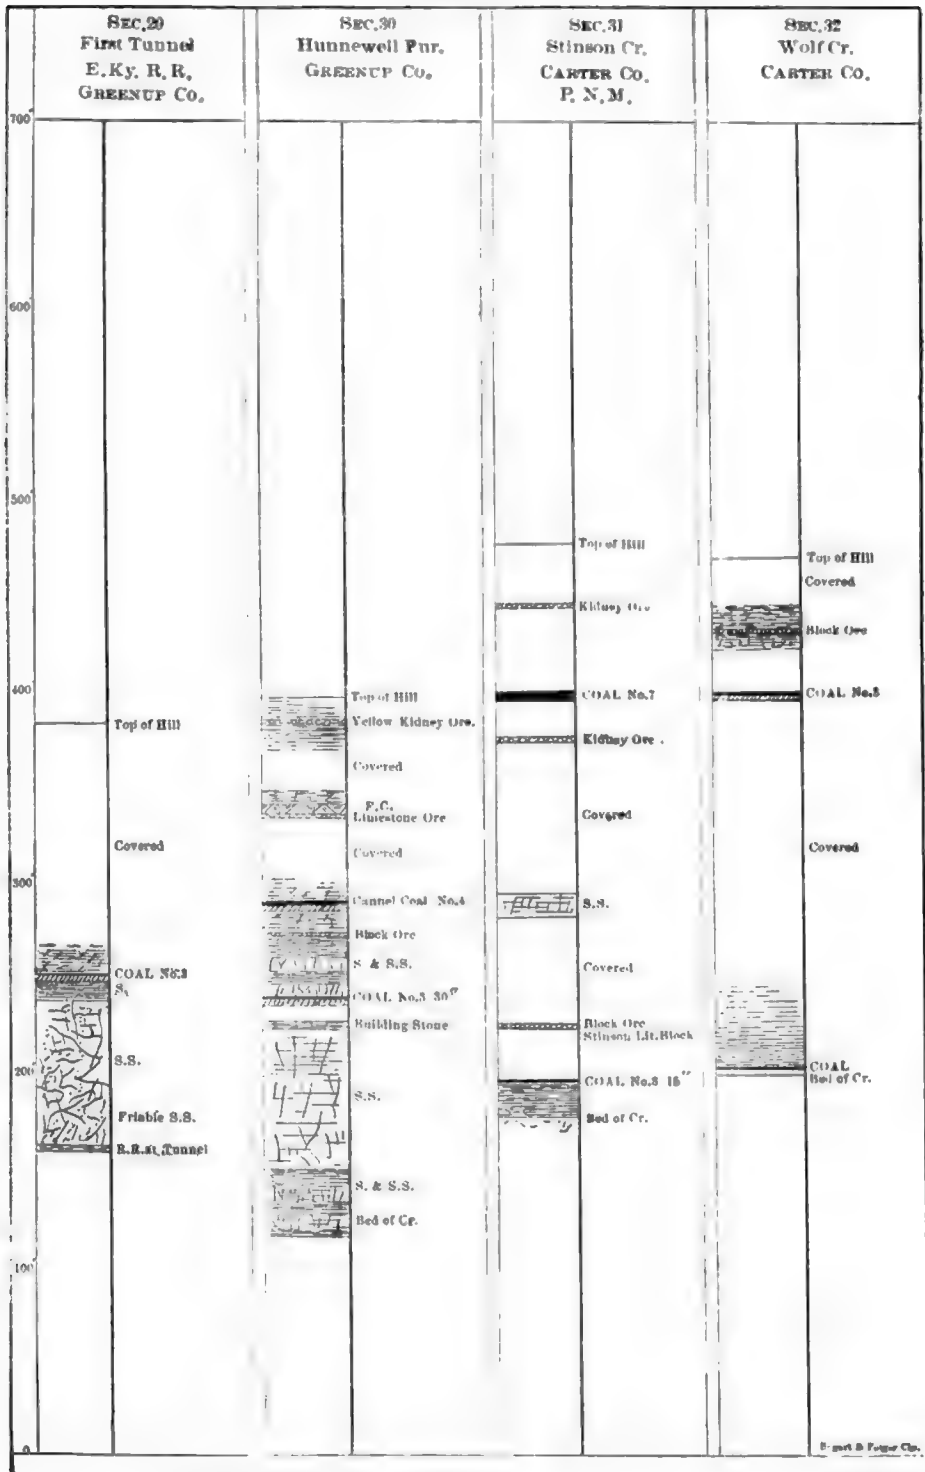 SEC.29
First Tunnel
E.Ky. R.R.
GREENUP Co.
SEC.30
Hunnewell Fur.
GREENUP Co.
SEC.31
Stinson Cr.
CARTER Co.
P. N. M.
SEC.32
Wolf Cr.
CARTER Co.
700'
600'
500'
400'
300'
200'
100'
0
Top of Hill
Covered
COAL No.3
S.
S.S.
Friable S.S.
R.R.at.Tunnel
Top of Hill
Yellow Kidney Ore.
Covered
F.C.
Limestone Ore
Covered
Cannel Coal No.4
Block Ore
S. & S.S.
COAL No.3 30"
Building Stone
S.S.
S. & S.S.
Bed of Cr.
Top of Hill
Kidney Ore
COAL No.7
Kidney Ore
Covered
S.S.
Covered
Block Ore
Stinson Lit. Block
COAL No.3 15"
Bed of Cr.
Top of Hill
Covered
Block Ore
COAL No.8
Covered
COAL
Bed of Cr.